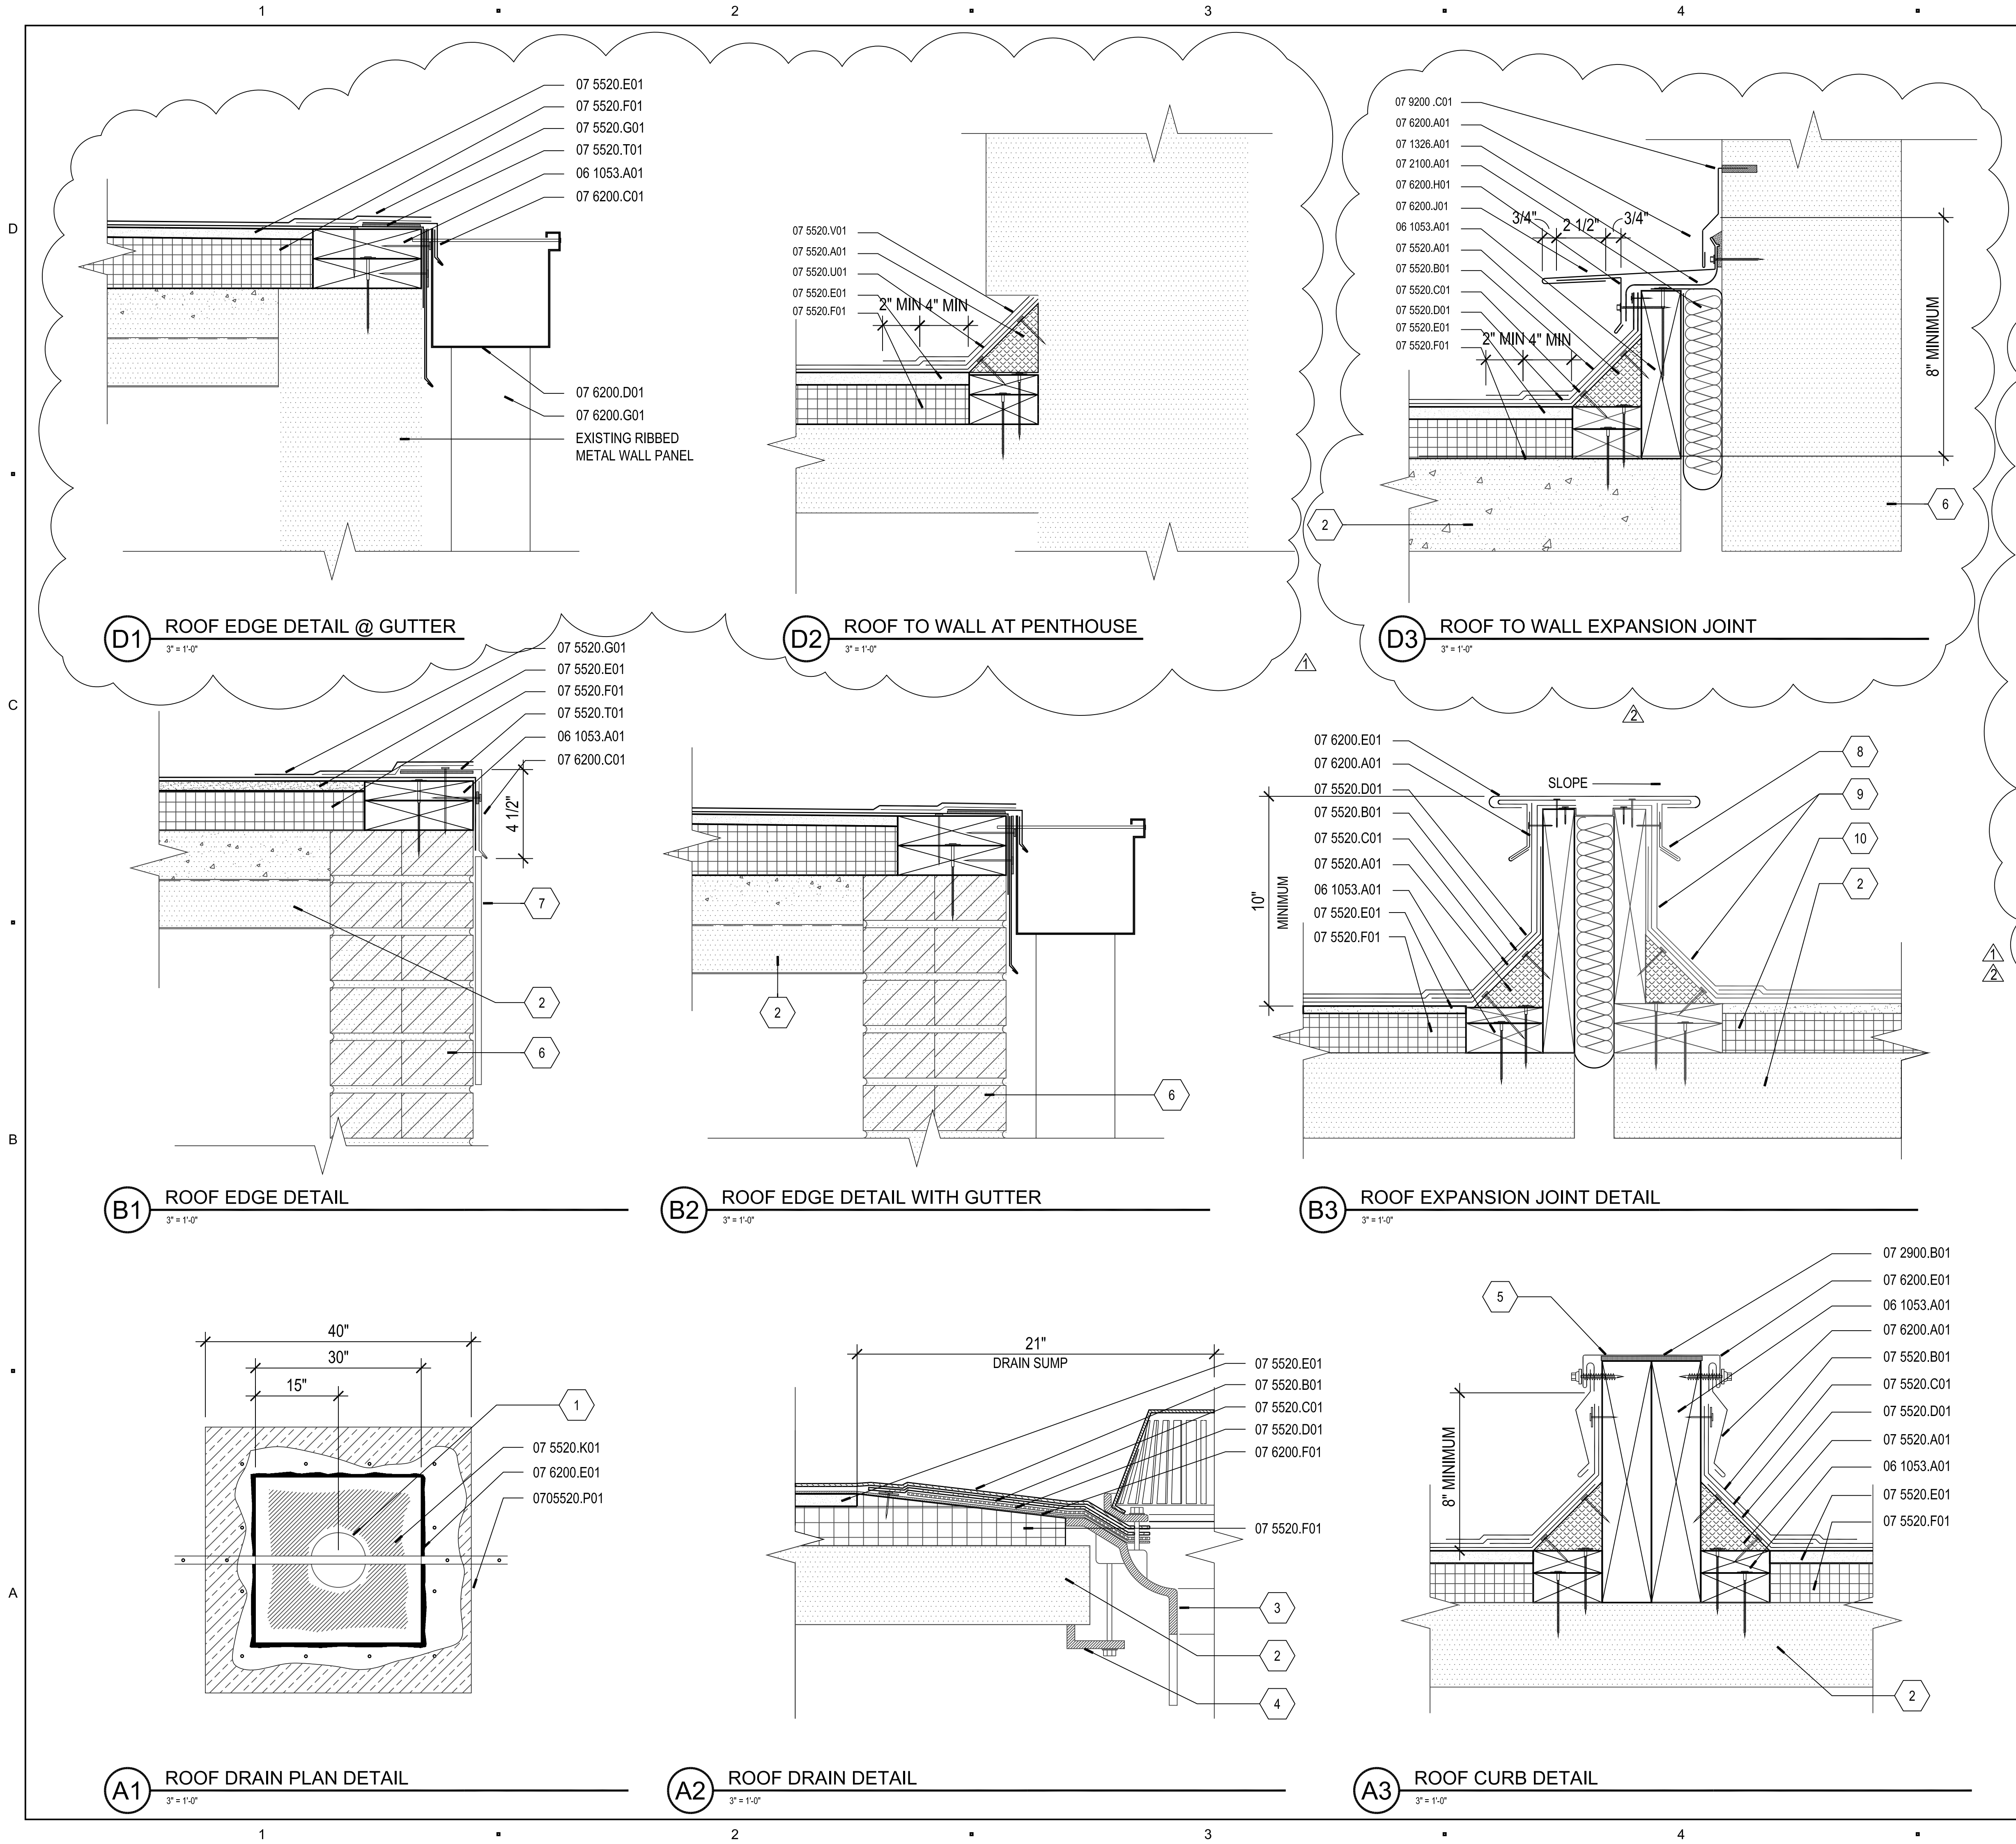 1
2
3
4
D
C
B
A
07 5520.E01
07 5520.F01
07 5520.G01
07 5520.T01
06 1053.A01
07 6200.C01
07 6200.D01
07 6200.G01
EXISTING RIBBED
METAL WALL PANEL
D1 ROOF EDGE DETAIL @ GUTTER
3" = 1'-0"
07 5520.V01
07 5520.A01
07 5520.U01
07 5520.E01
07 5520.F01
2" MIN 4" MIN
D2 ROOF TO WALL AT PENTHOUSE
3" = 1'-0"
1
07 9200 .C01
07 6200.A01
07 1326.A01
07 2100.A01
07 6200.H01
07 6200.J01
06 1053.A01
07 5520.A01
07 5520.B01
07 5520.C01
07 5520.D01
07 5520.E01
07 5520.F01
3/4" 2 1/2" 3/4"
2" MIN 4" MIN
8" MINIMUM
2
6
D3 ROOF TO WALL EXPANSION JOINT
3" = 1'-0"
2
07 5520.G01
07 5520.E01
07 5520.F01
07 5520.T01
06 1053.A01
07 6200.C01
4 1/2"
7
2
6
B1 ROOF EDGE DETAIL
3" = 1'-0"
2
6
B2 ROOF EDGE DETAIL WITH GUTTER
3" = 1'-0"
07 6200.E01
07 6200.A01
07 5520.D01
07 5520.B01
07 5520.C01
07 5520.A01
06 1053.A01
07 5520.E01
07 5520.F01
SLOPE
10"
MINIMUM
8
9
10
2
1
2
B3 ROOF EXPANSION JOINT DETAIL
3" = 1'-0"
40"
30"
15"
1
07 5520.K01
07 6200.E01
0705520.P01
A1 ROOF DRAIN PLAN DETAIL
3" = 1'-0"
21"
DRAIN SUMP
07 5520.E01
07 5520.B01
07 5520.C01
07 5520.D01
07 6200.F01
07 5520.F01
3
2
4
A2 ROOF DRAIN DETAIL
3" = 1'-0"
5
8" MINIMUM
07 2900.B01
07 6200.E01
06 1053.A01
07 6200.A01
07 5520.B01
07 5520.C01
07 5520.D01
07 5520.A01
06 1053.A01
07 5520.E01
07 5520.F01
2
A3 ROOF CURB DETAIL
3" = 1'-0"
1
2
3
4